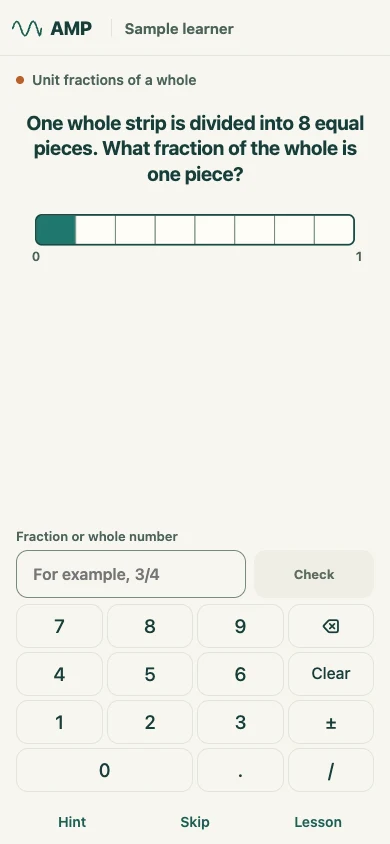 AMP
Sample learner
Unit fractions of a whole
One whole strip is divided into 8 equal
pieces. What fraction of the whole is
one piece?
0 1
Fraction or whole number
For example, 3/4
Check
7 8 9
4 5 6 Clear
1 2 3 ±
0 . /
Hint Skip Lesson